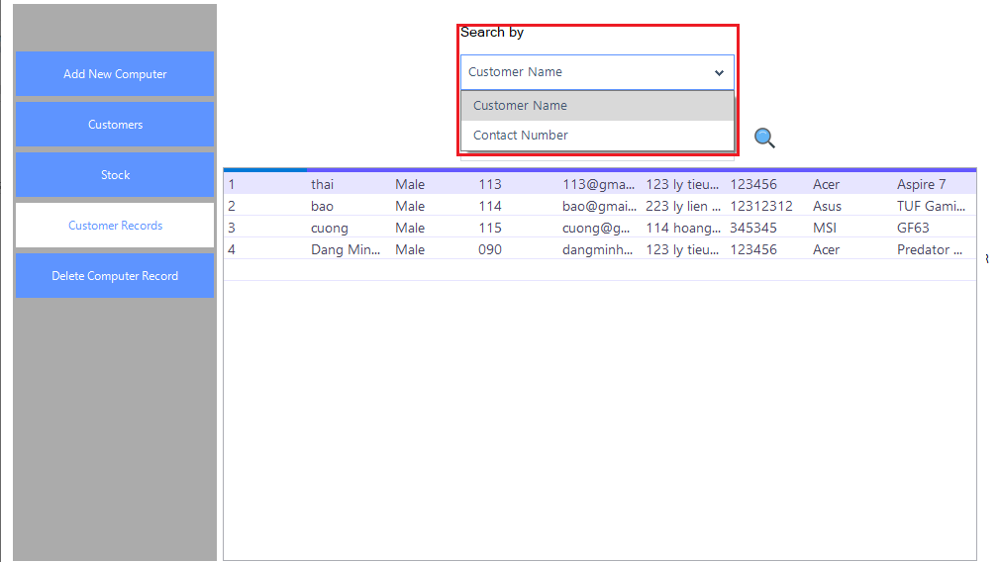 Search by
Customer Name
Customer Name
Contact Number
Add New Computer
Customers
Stock
Customer Records
Delete Computer Record
1 thai Male 113 113@gma... 123 ly tieu... 123456 Acer Aspire 7
2 bao Male 114 bao@gmai... 223 ly lien ... 12312312 Asus TUF Gami...
3 cuong Male 115 cuong@g... 114 hoang... 345345 MSI GF63
4 Dang Min... Male 090 dangminh... 123 ly tieu... 123456 Acer Predator ...